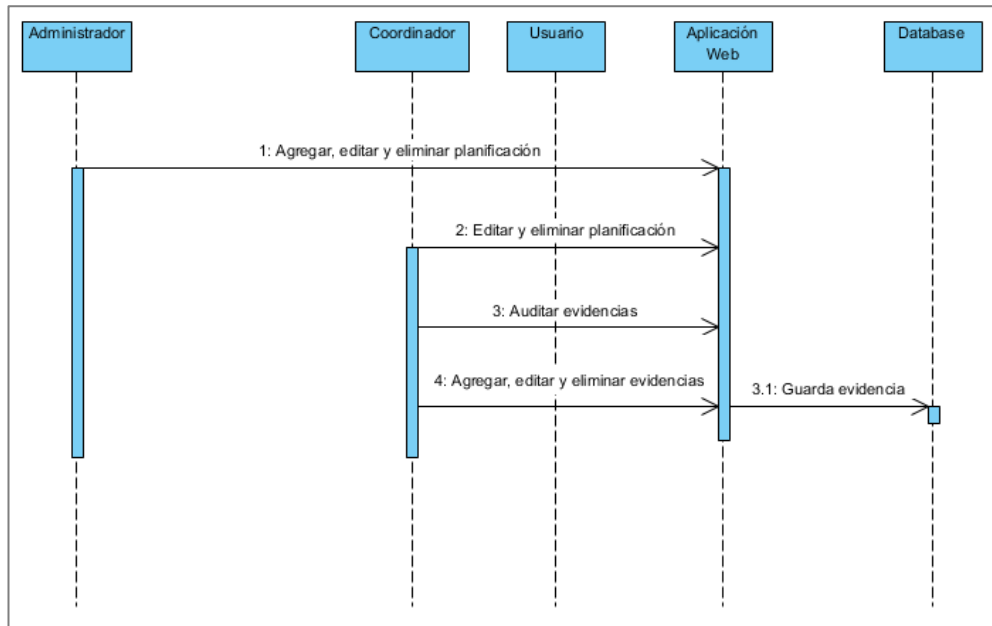 Administrador
Coordinador
Usuario
Aplicación
Web
Database
1: Agregar, editar y eliminar planificación
2: Editar y eliminar planificación
3: Auditar evidencias
4: Agregar, editar y eliminar evidencias
3.1: Guarda evidencia